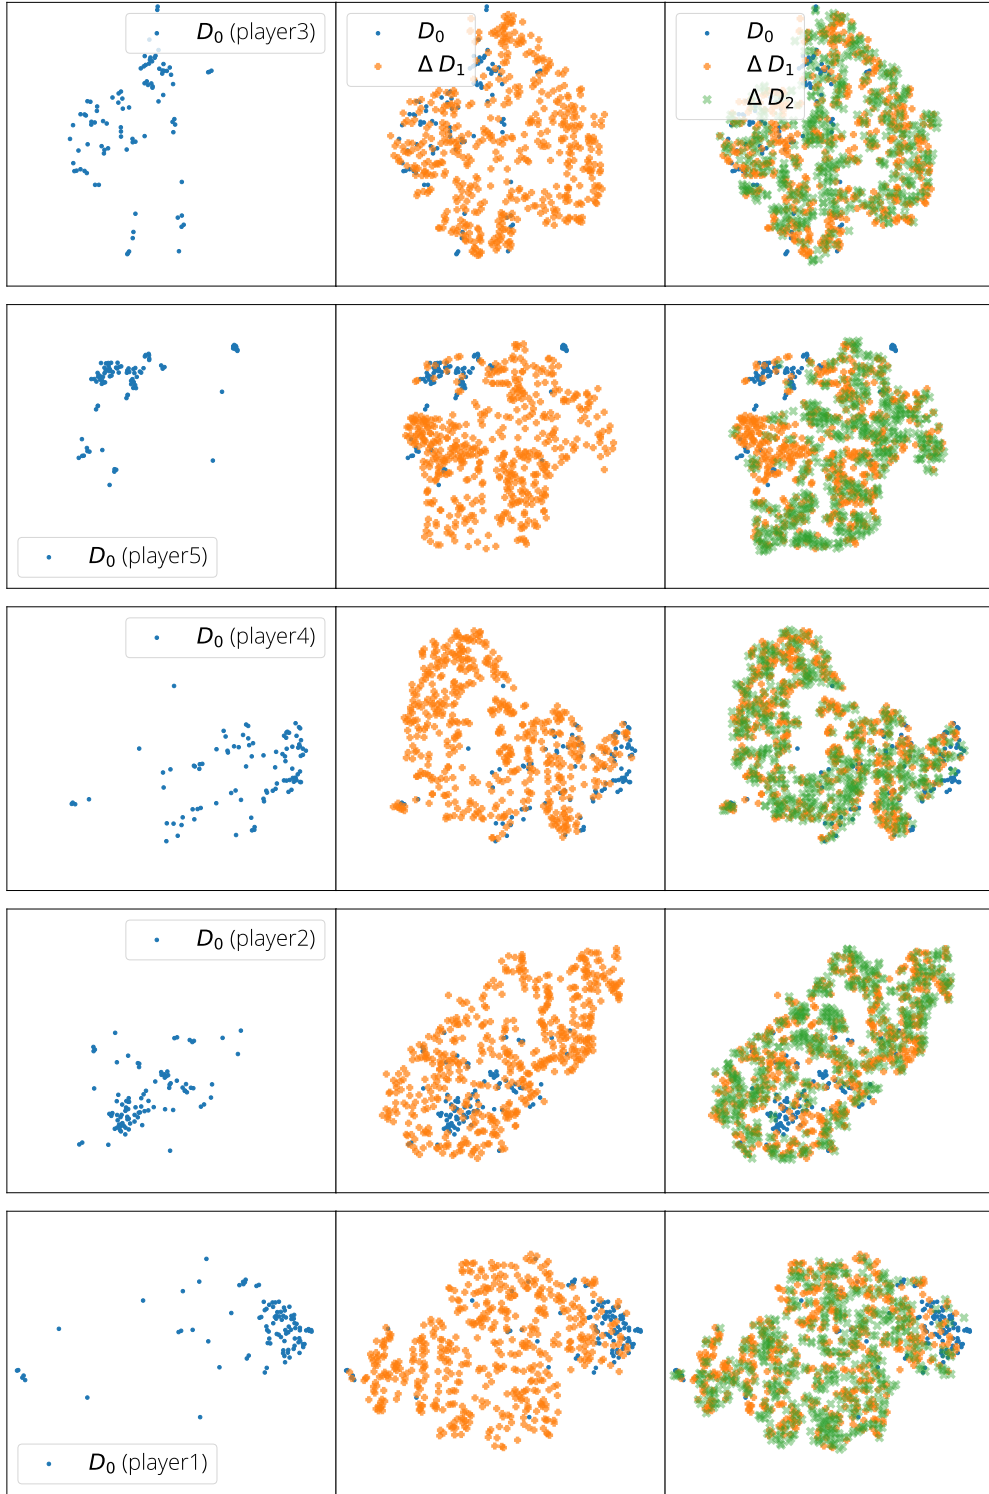 D₀ (player3)
D₀
Δ D₁
D₀
Δ D₁
Δ D₂
D₀ (player5)
D₀ (player4)
D₀ (player2)
D₀ (player1)